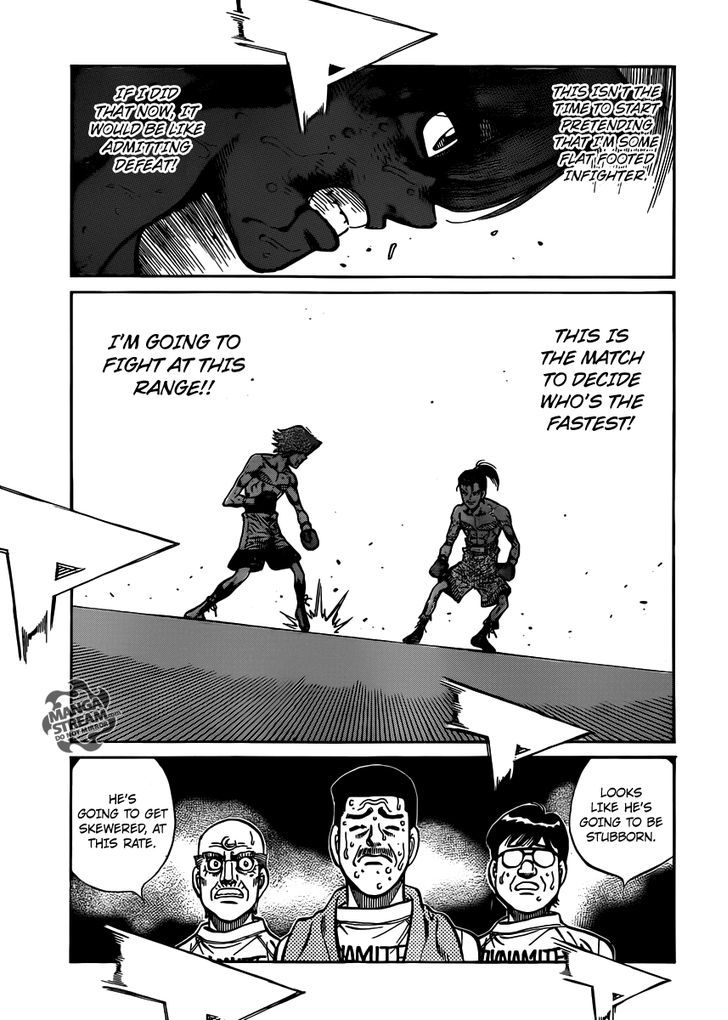 THIS ISN'T THE
TIME TO START
PRETENDING
THAT I'M SOME
FLAT FOOTED
INFIGHTER.
IF I DID
THAT NOW, IT
WOULD BE LIKE
ADMITTING
DEFEAT!
THIS IS
THE MATCH
TO DECIDE
WHO'S THE
FASTEST!
I'M GOING TO
FIGHT AT THIS
RANGE!!
MANGA
STREAM
DO NOT MIRROR
LOOKS
LIKE HE'S
GOING TO BE
STUBBORN.
HE'S
GOING TO GET
SKEWERED, AT
THIS RATE.
DYNAMITE